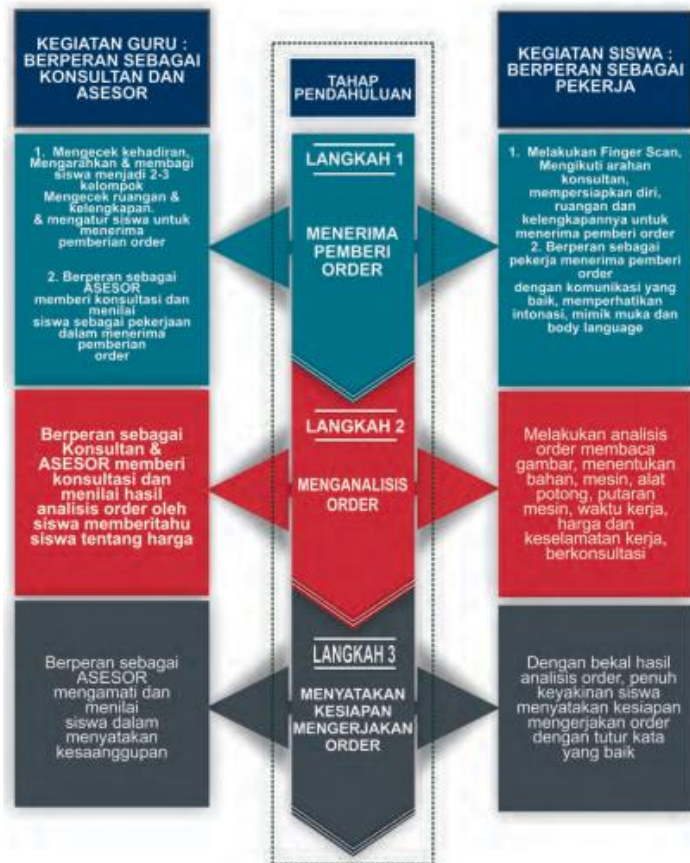 KEGIATAN GURU :
BERPERAN SEBAGAI
KONSULTAN DAN
ASESOR
1. Mengecek kehadiran,
Mengarahkan & membagi
siswa menjadi 2-3
kelompok
Mengecek ruangan &
kelengkapan.
& mengatur siswa untuk
menerima
pemberian order
2. Berperan sebagai
ASESOR
memberi konsultasi dan
menilai
siswa sebagai pekerjaan
dalam menerima
pemberian
order
Berperan sebagai
Konsultan &
ASESOR memberi
konsultasi dan
menilai hasil
analisis order oleh
siswa memberitahu
siswa tentang harga
Berperan sebagai
ASESOR
mengamati dan
menilai
siswa dalam
menyatakan
kesaanggupan
TAHAP
PENDAHULUAN
LANGKAH 1
MENERIMA
PEMBERI
ORDER
LANGKAH 2
MENGANALISIS
ORDER
LANGKAH 3
MENYATAKAN
KESIAPAN
MENGERJAKAN
ORDER
KEGIATAN SISWA :
BERPERAN SEBAGAI
PEKERJA
1. Melakukan Finger Scan,
Mengikuti arahan
konsultan,
mempersiapkan diri,
ruangan dan
kelengkapannya untuk
menerima pemberi order
2. Berperan sebagai
pekerja menerima pemberi
order
dengan komunikasi yang
baik, memperhatikan
intonasi, mimik muka dan
body language
Melakukan analisis
order membaca
gambar, menentukan
bahan, mesin, alat
potong, putaran
mesin, waktu kerja,
harga dan
keselamatan kerja,
berkonsultasi
Dengan bekal hasil
analisis order, penuh
keyakinan siswa
menyatakan kesiapan
mengerjakan order
dengan tutur kata
yang baik